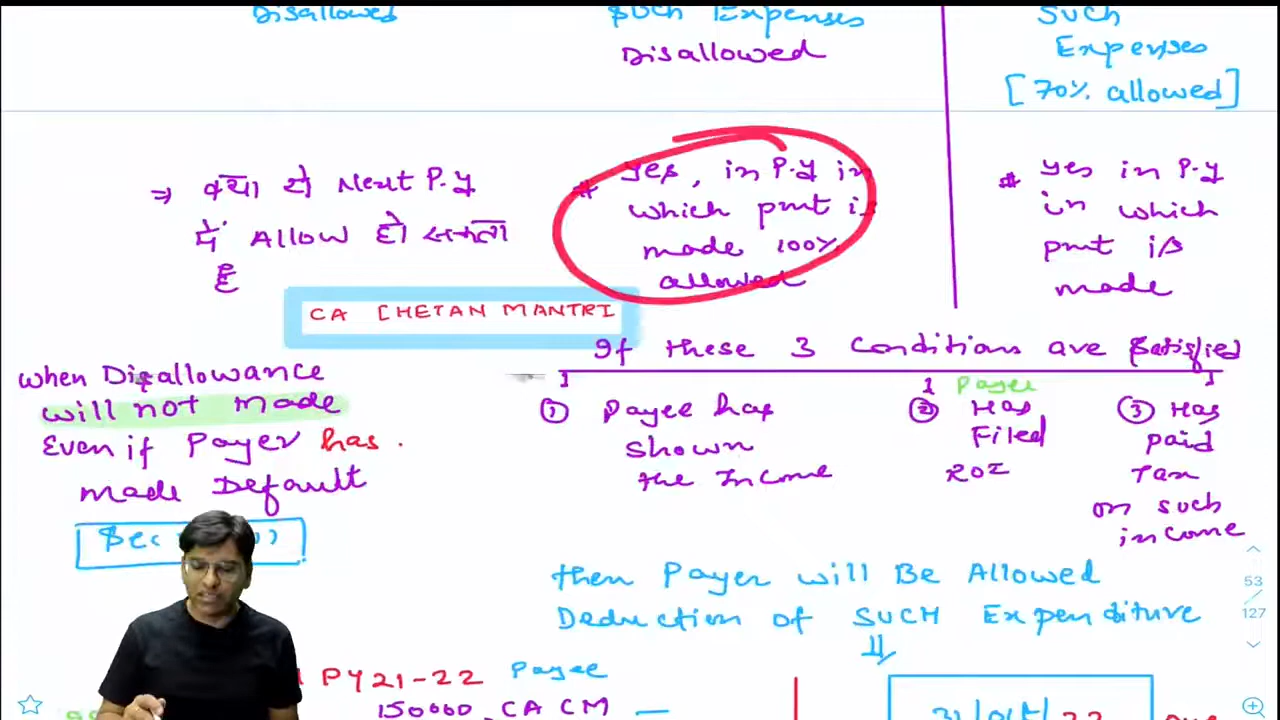 Disallowed
Such Expenses
Disallowed
Such
Expenses
[70% allowed]
⇒ क्या ये Next P.Y
में Allow हो सकता
है
* Yes, in P.Y in
which pmt is
made 100%
allowed
* Yes in P.Y
in which
pmt is
made
CA CHETAN MANTRI
If these 3 Conditions are Satisfied
when Disallowance
will not made
Even if Payer has.
made Default
① Payee has
Shown
the Income
Payee
② Has
Filed
ROI
③ Has
paid
Tax
on such
income
then Payer will Be Allowed
Deduction of SUCH Expenditure
PY21-22 Payee
150000 CA CM
53
127